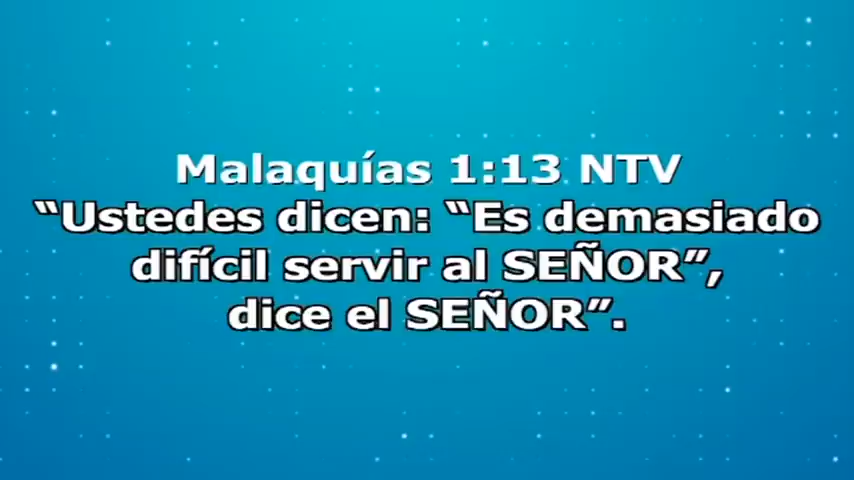 Malaquías 1:13 NTV
“Ustedes dicen: “Es demasiado
difícil servir al SEÑOR”,
dice el SEÑOR”.